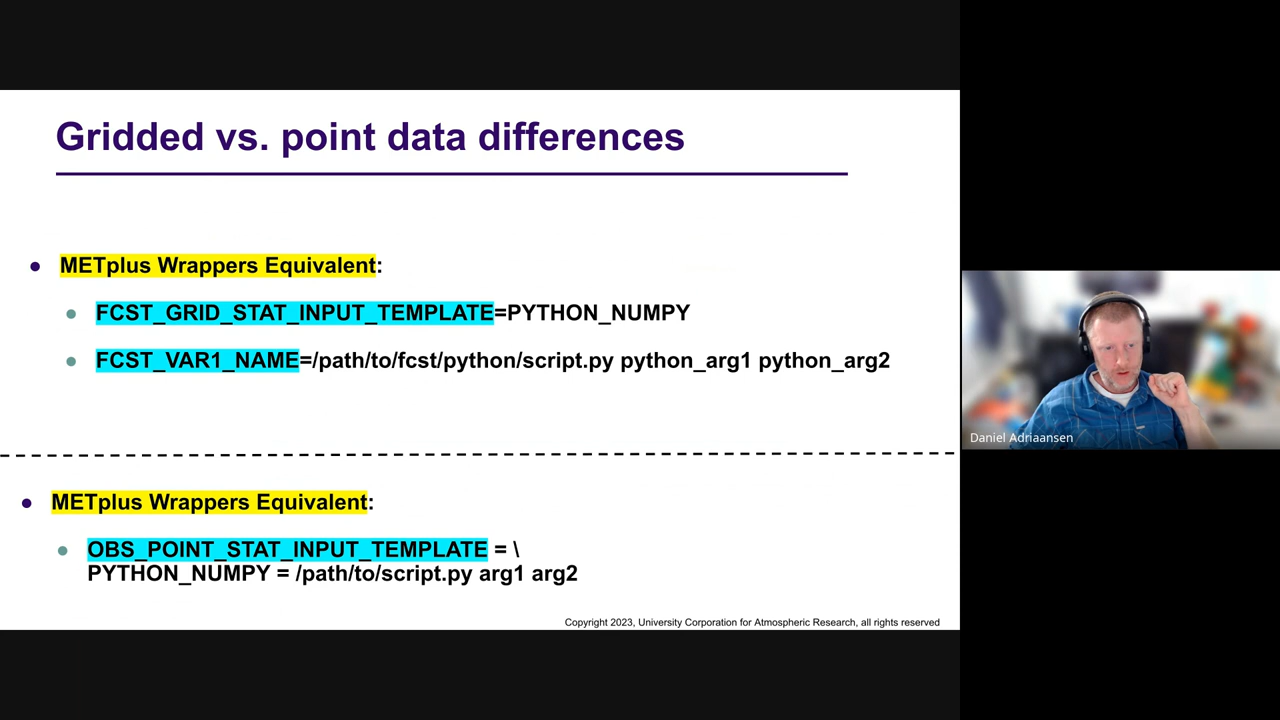 Gridded vs. point data differences
● METplus Wrappers Equivalent:
● FCST_GRID_STAT_INPUT_TEMPLATE=PYTHON_NUMPY
● FCST_VAR1_NAME=/path/to/fcst/python/script.py python_arg1 python_arg2
● METplus Wrappers Equivalent:
● OBS_POINT_STAT_INPUT_TEMPLATE = \
PYTHON_NUMPY = /path/to/script.py arg1 arg2
Copyright 2023, University Corporation for Atmospheric Research, all rights reserved
Daniel Adriaansen